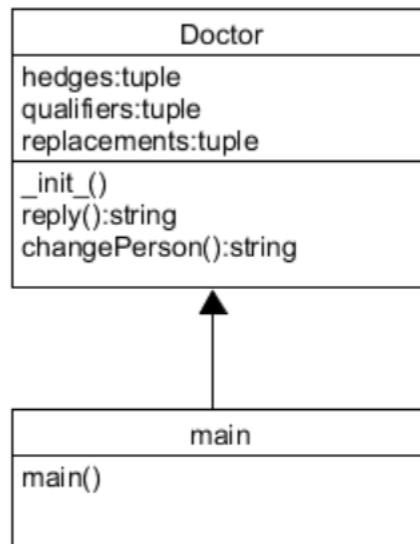 Doctor
hedges:tuple
qualifiers:tuple
replacements:tuple
_init_()
reply():string
changePerson():string
main
main()